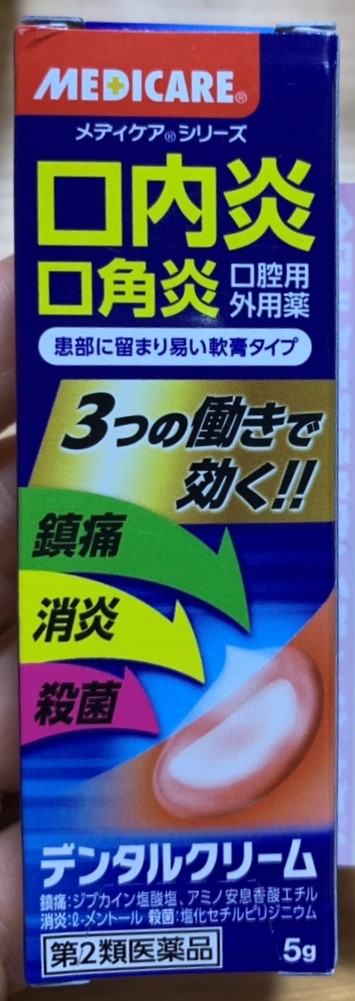 MEDICARE®
メディケア®シリーズ
口内炎
口角炎 口腔用
外用薬
患部に留まり易い軟膏タイプ
3つの働きで
効く!!
鎮痛
消炎
殺菌
デンタルクリーム
鎮痛:ジブカイン塩酸塩、アミノ安息香酸エチル
消炎:ℓ-メントール 殺菌:塩化セチルピリジニウム
第2類医薬品 5g